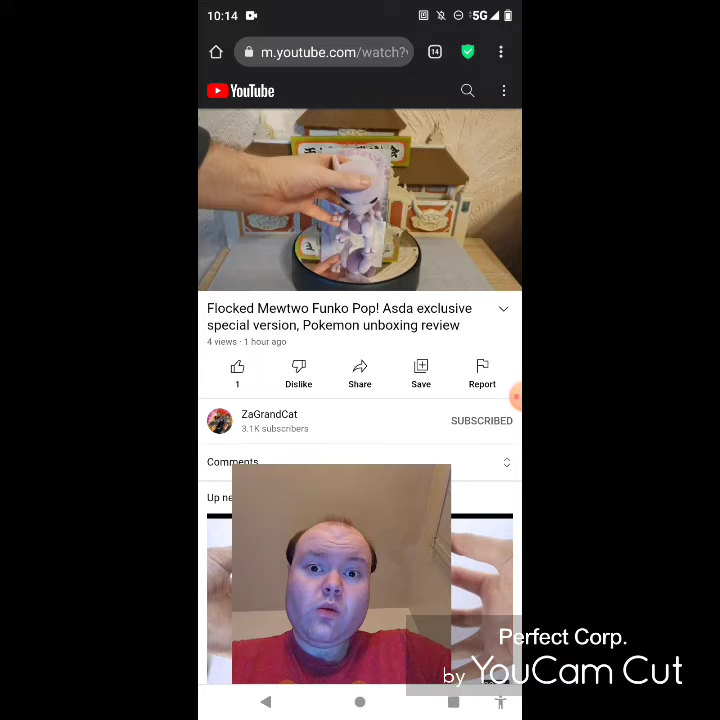 10:14
5G
m.youtube.com/watch?v
14
YouTube
Flocked Mewtwo Funko Pop! Asda exclusive
special version, Pokemon unboxing review
4 views · 1 hour ago
1
Dislike
Share
Save
Report
ZaGrandCat
3.1K subscribers
SUBSCRIBED
Comments
Up ne
Perfect Corp.
by YouCam Cut